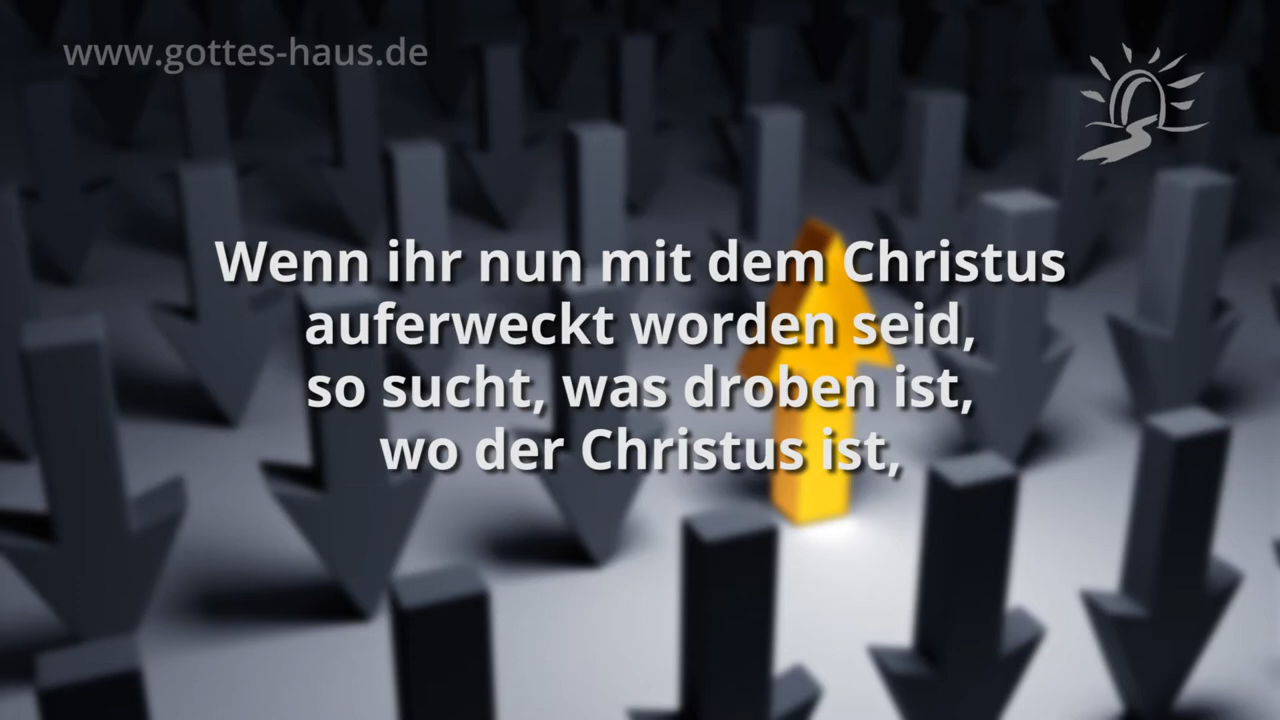 www.gottes-haus.de
Wenn ihr nun mit dem Christus
auferweckt worden seid,
so sucht, was droben ist,
wo der Christus ist,